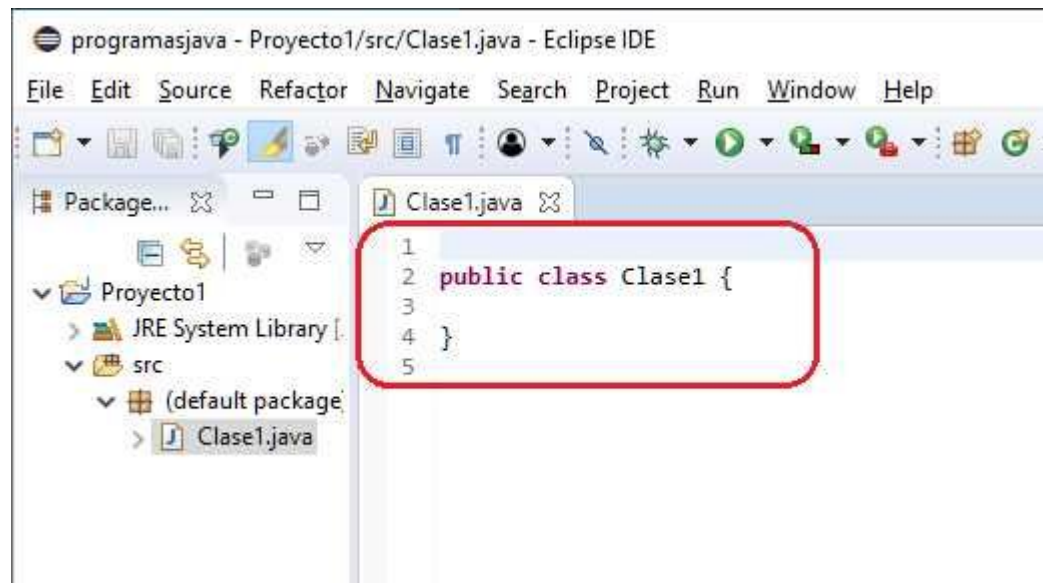 programasjava - Proyecto1/src/Clase1.java - Eclipse IDE
File Edit Source Refactor Navigate Search Project Run Window Help
Package...
Clase1.java
Proyecto1
JRE System Library [
src
(default package
Clase1.java
1
2 public class Clase1 {
3
4 }
5